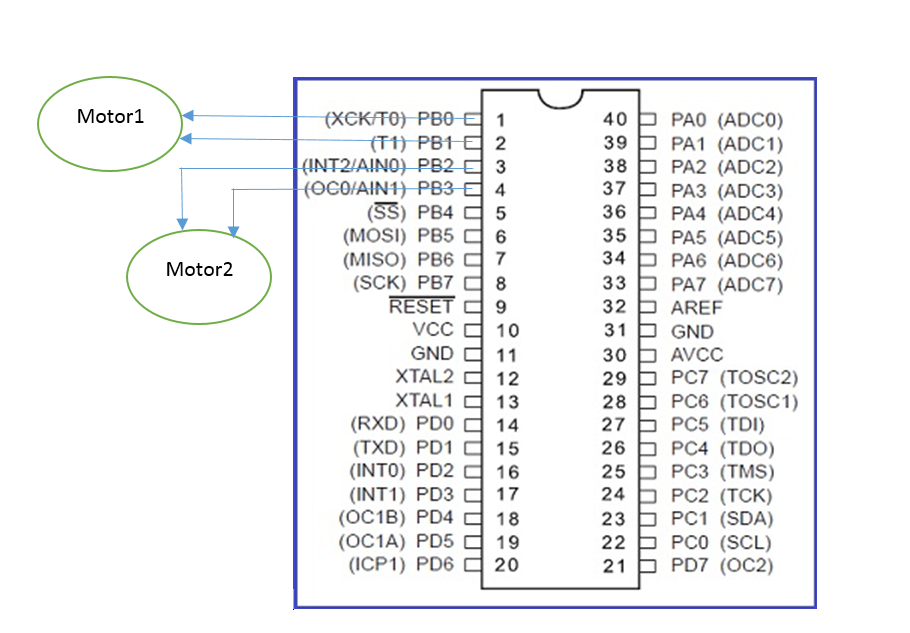 Motor1
Motor2
(XCK/T0) PB0 1 40 PA0 (ADC0)
(T1) PB1 2 39 PA1 (ADC1)
(INT2/AIN0) PB2 3 38 PA2 (ADC2)
(OC0/AIN1) PB3 4 37 PA3 (ADC3)
(SS) PB4 5 36 PA4 (ADC4)
(MOSI) PB5 6 35 PA5 (ADC5)
(MISO) PB6 7 34 PA6 (ADC6)
(SCK) PB7 8 33 PA7 (ADC7)
RESET 9 32 AREF
VCC 10 31 GND
GND 11 30 AVCC
XTAL2 12 29 PC7 (TOSC2)
XTAL1 13 28 PC6 (TOSC1)
(RXD) PD0 14 27 PC5 (TDI)
(TXD) PD1 15 26 PC4 (TDO)
(INT0) PD2 16 25 PC3 (TMS)
(INT1) PD3 17 24 PC2 (TCK)
(OC1B) PD4 18 23 PC1 (SDA)
(OC1A) PD5 19 22 PC0 (SCL)
(ICP1) PD6 20 21 PD7 (OC2)